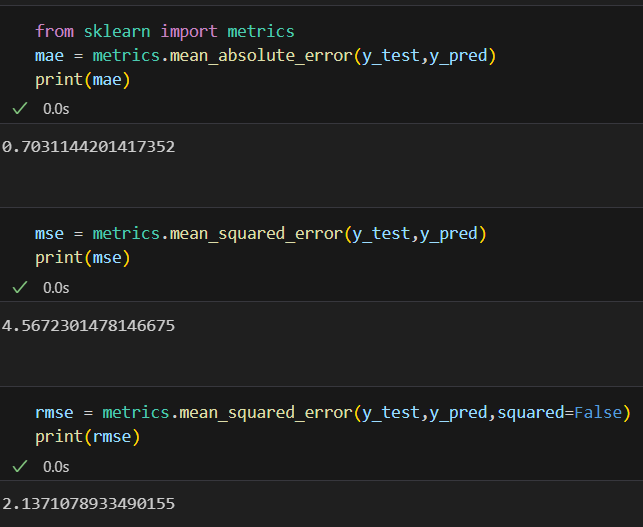 from sklearn import metrics
mae = metrics.mean_absolute_error(y_test,y_pred)
print(mae)
0.0s
0.7031144201417352
mse = metrics.mean_squared_error(y_test,y_pred)
print(mse)
0.0s
4.5672301478146675
rmse = metrics.mean_squared_error(y_test,y_pred,squared=False)
print(rmse)
0.0s
2.1371078933490155